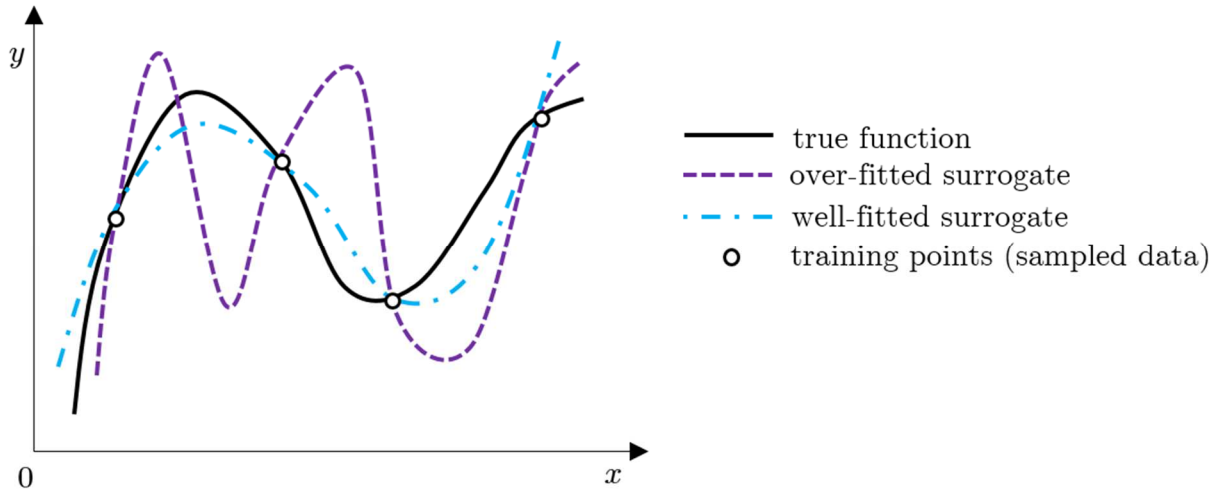 y
true function
over-fitted surrogate
well-fitted surrogate
training points (sampled data)
0
x